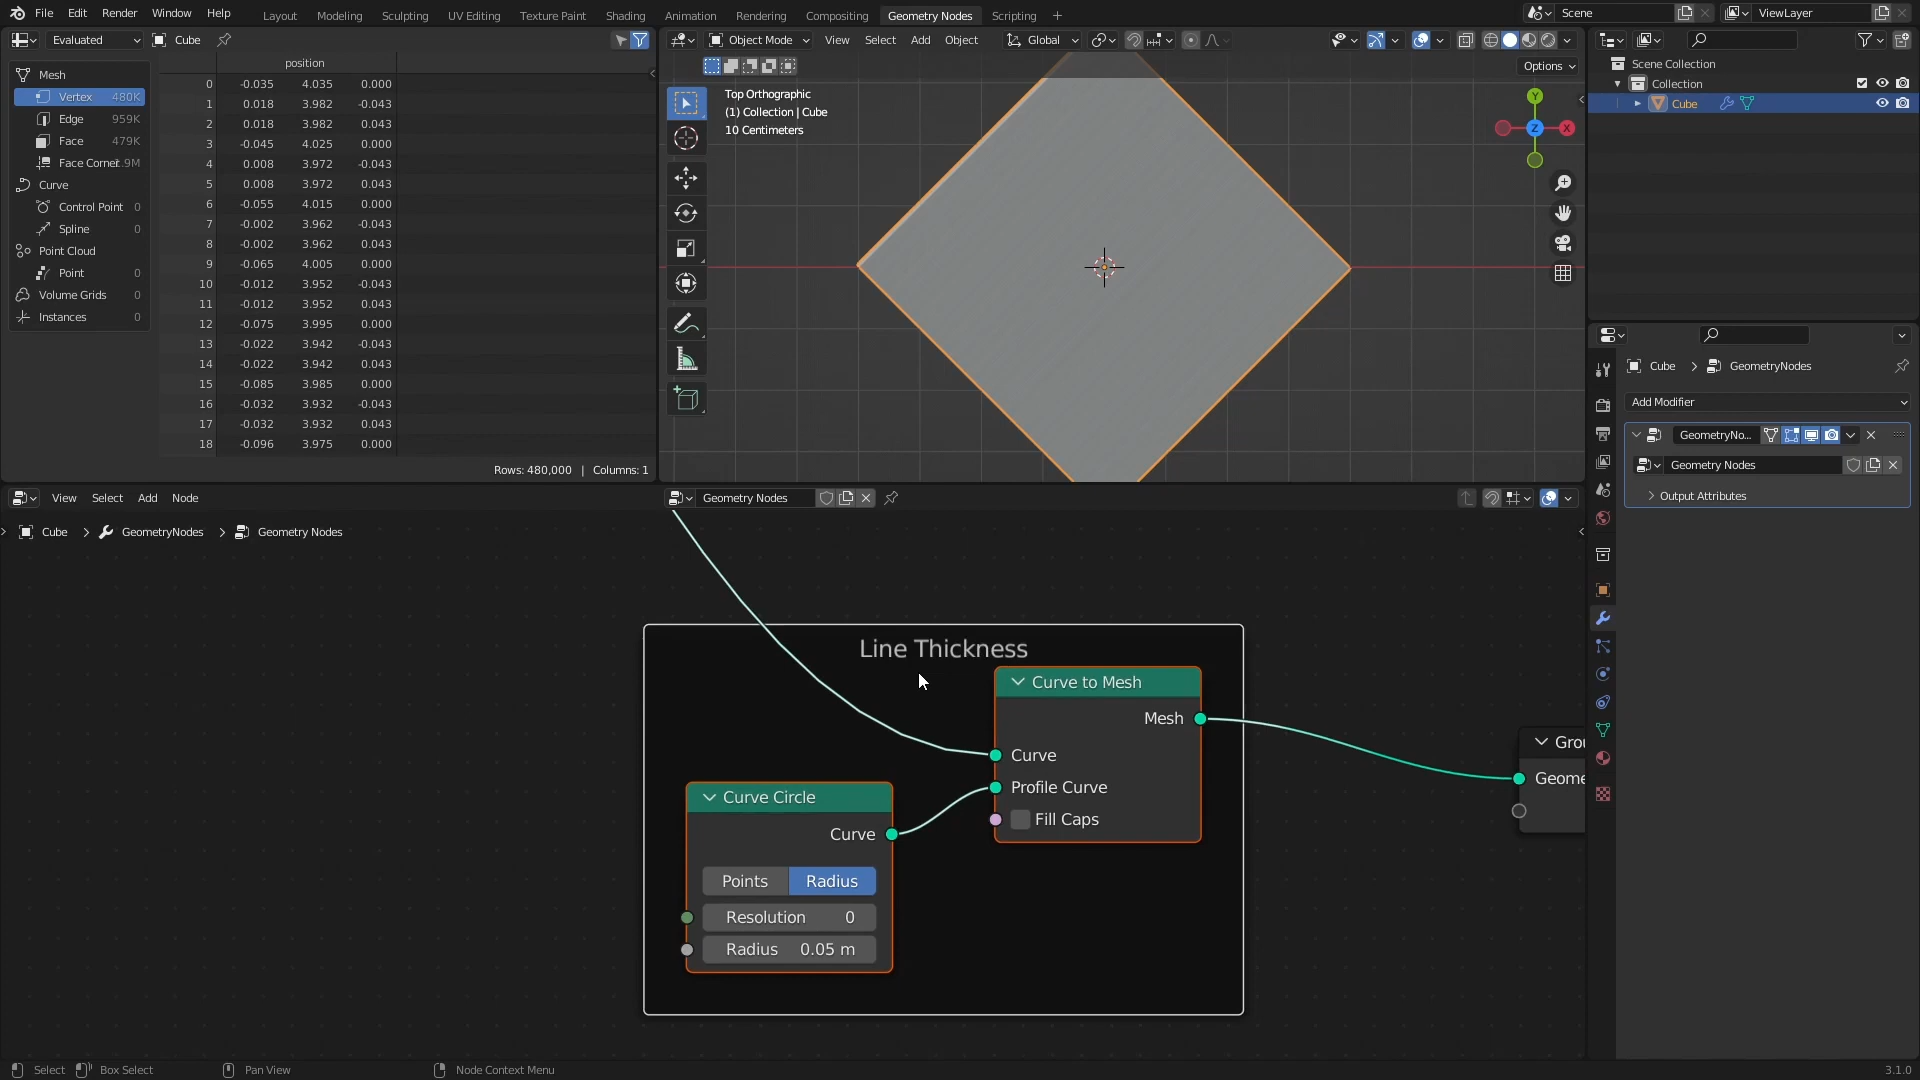 File Edit Render Window Help
Layout Modeling Sculpting UV Editing Texture Paint Shading Animation Rendering Compositing Geometry Nodes Scripting +
Scene
ViewLayer
Evaluated
Cube
position
Mesh
Vertex 480K
Edge 959K
Face 479K
Face Corner
Curve
Control Point 0
Spline 0
Point Cloud
Point 0
Volume Grids 0
Instances 0
0 -0.035 4.035 0.000
1 0.018 3.982 -0.043
2 0.018 3.982 0.043
3 -0.045 4.025 0.000
4 0.008 3.972 -0.043
5 0.008 3.972 0.043
6 -0.055 4.015 0.000
7 -0.002 3.962 -0.043
8 -0.002 3.962 0.043
9 -0.065 4.005 0.000
10 -0.012 3.952 -0.043
11 -0.012 3.952 0.043
12 -0.075 3.995 0.000
13 -0.022 3.942 -0.043
14 -0.022 3.942 0.043
15 -0.085 3.985 0.000
16 -0.032 3.932 -0.043
17 -0.032 3.932 0.043
18 -0.096 3.975 0.000
Rows: 480,000 | Columns: 1
Object Mode View Select Add Object Global
Options
Top Orthographic
(1) Collection | Cube
10 Centimeters
Y
Z
X
Scene Collection
Collection
Cube
Cube > GeometryNodes
Add Modifier
GeometryNo...
Geometry Nodes
Output Attributes
View Select Add Node
Geometry Nodes
Cube > GeometryNodes > Geometry Nodes
Line Thickness
Curve to Mesh
Mesh
Curve
Profile Curve
Fill Caps
Curve Circle
Curve
Points Radius
Resolution 0
Radius 0.05 m
Grou
Geome
Select Box Select Pan View Node Context Menu
3.1.0